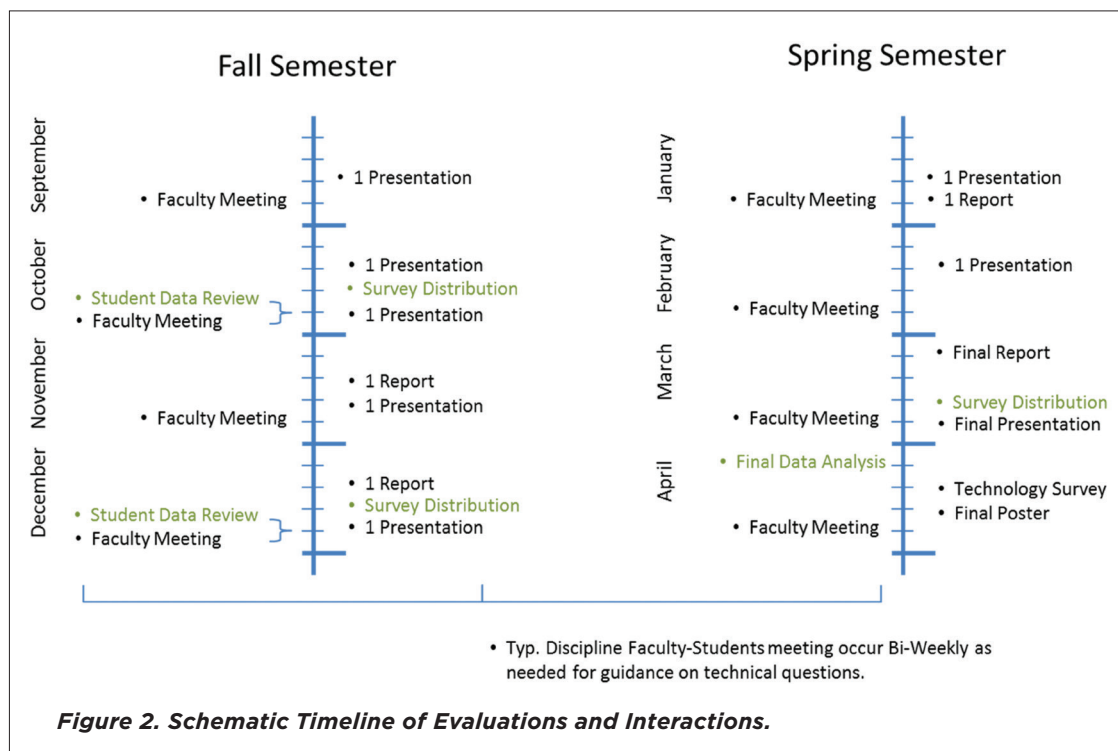 Fall Semester
September
• 1 Presentation
• Faculty Meeting
October
• 1 Presentation
• Student Data Review
• Survey Distribution
• Faculty Meeting
• 1 Presentation
November
• 1 Report
• 1 Presentation
• Faculty Meeting
December
• 1 Report
• Student Data Review
• Survey Distribution
• Faculty Meeting
• 1 Presentation
Spring Semester
January
• 1 Presentation
• Faculty Meeting
• 1 Report
February
• 1 Presentation
• Faculty Meeting
March
• Final Report
• Survey Distribution
• Faculty Meeting
• Final Presentation
April
• Final Data Analysis
• Technology Survey
• Final Poster
• Faculty Meeting
• Typ. Discipline Faculty-Students meeting occur Bi-Weekly as
needed for guidance on technical questions.
Figure 2. Schematic Timeline of Evaluations and Interactions.